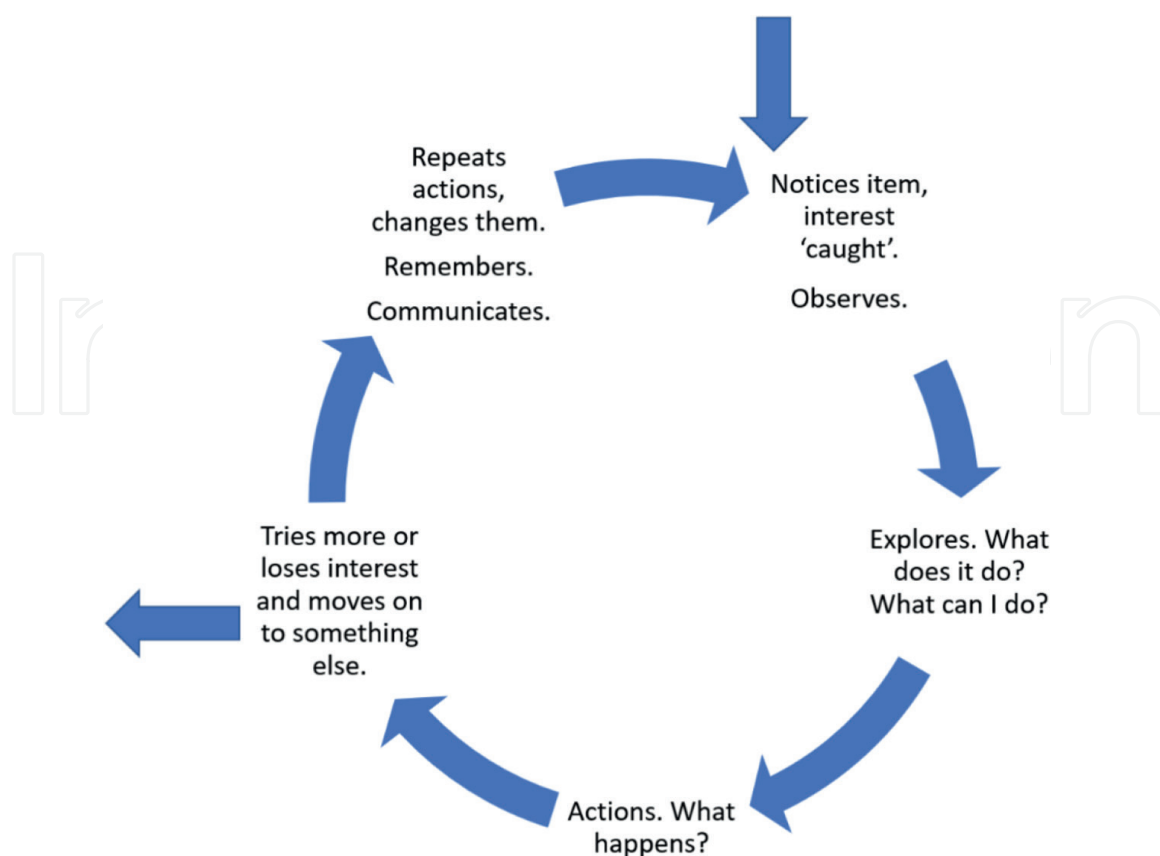 Notices item,
interest
‘caught’.
Observes.
Explores. What
does it do?
What can I do?
Actions. What
happens?
Tries more or
loses interest
and moves on
to something
else.
Repeats
actions,
changes them.
Remembers.
Communicates.